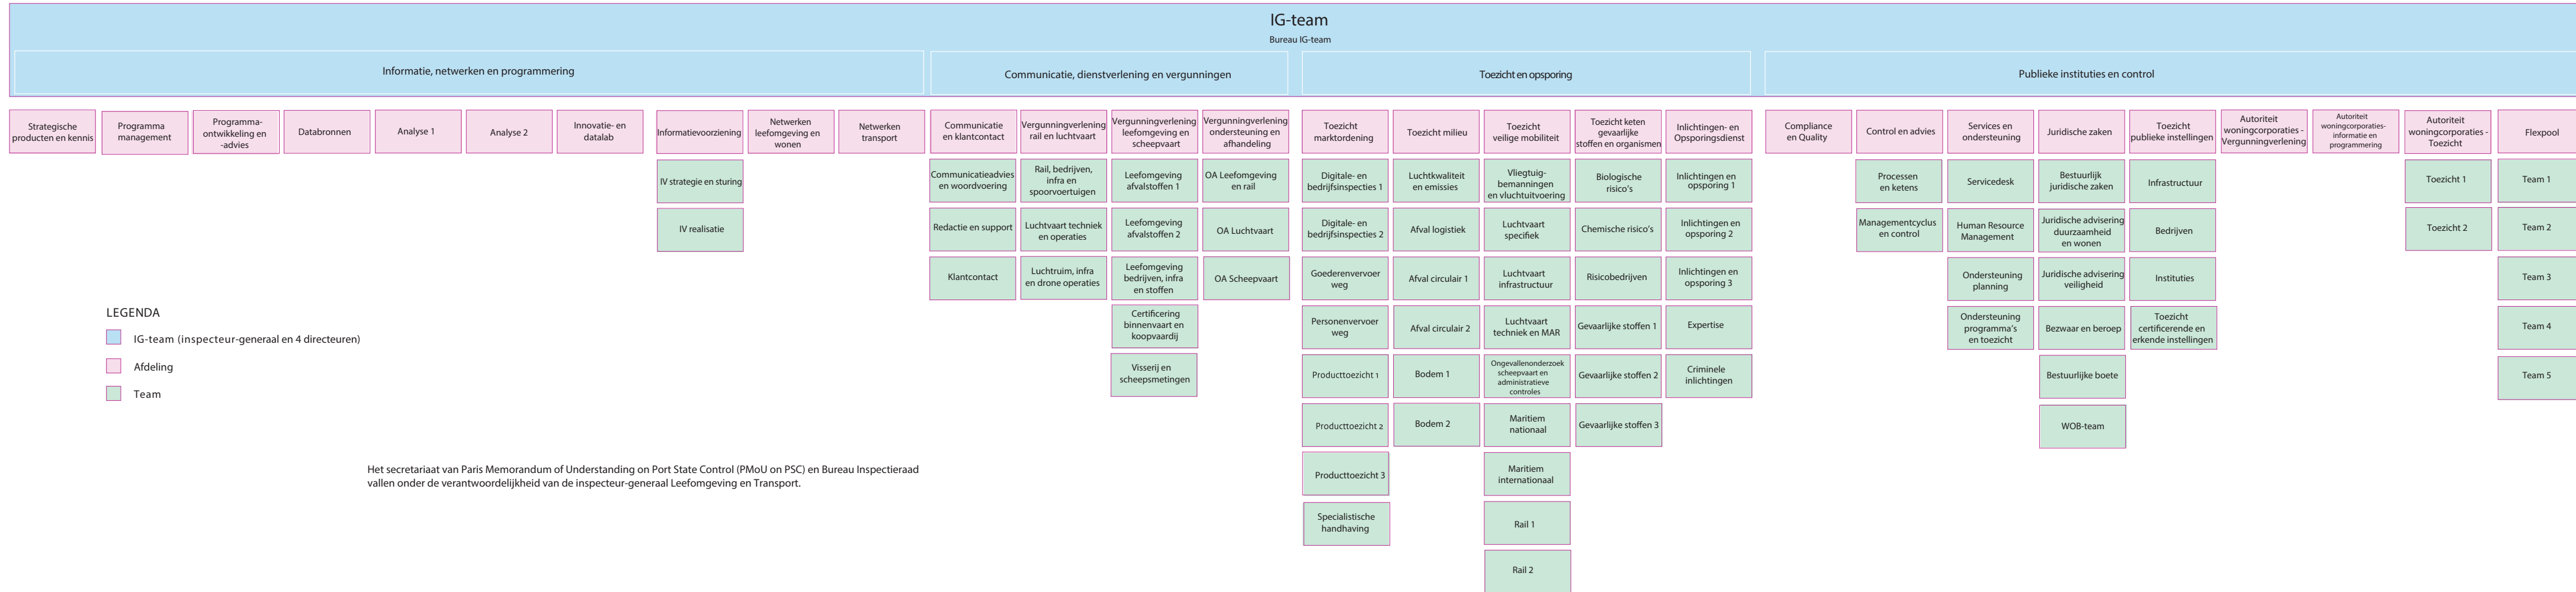 IG-team
Bureau IG-team
Informatie, netwerken en programmering
Communicatie, dienstverlening en vergunningen
Toezicht en opsporing
Publieke instituties en control
Strategische
producten en kennis
Programma
management
Programma-
ontwikkeling en
-advies
Databronnen
Analyse 1
Analyse 2
Innovatie- en
datalab
Informatievoorziening
IV strategie en sturing
IV realisatie
Netwerken
leefomgeving en
wonen
Netwerken
transport
Communicatie
en klantcontact
Communicatieadvies
en woordvoering
Redactie en support
Klantcontact
Vergunningverlening
rail en luchtvaart
Rail, bedrijven,
infra en
spoorvoertuigen
Luchtvaart techniek
en operaties
Luchtruim, infra
en drone operaties
Vergunningverlening
leefomgeving en
scheepvaart
Leefomgeving
afvalstoffen 1
Leefomgeving
afvalstoffen 2
Leefomgeving
bedrijven, infra
en stoffen
Certificering
binnenvaart en
koopvaardij
Visserij en
scheepsmetingen
Vergunningverlening
ondersteuning en
afhandeling
OA Leefomgeving
en rail
OA Luchtvaart
OA Scheepvaart
Toezicht
marktordening
Digitale- en
bedrijfsinspecties 1
Digitale- en
bedrijfsinspecties 2
Goederenvervoer
weg
Personenvervoer
weg
Producttoezicht 1
Producttoezicht 2
Producttoezicht 3
Specialistische
handhaving
Toezicht milieu
Luchtkwaliteit
en emissies
Afval logistiek
Afval circulair 1
Afval circulair 2
Bodem 1
Bodem 2
Toezicht
veilige mobiliteit
Vliegtuig-
bemanningen
en vluchtuitvoering
Luchtvaart
specifiek
Luchtvaart
infrastructuur
Luchtvaart
techniek en MAR
Ongevallenonderzoek
scheepvaart en
administratieve
controles
Maritiem
nationaal
Maritiem
internationaal
Rail 1
Rail 2
Toezicht keten
gevaarlijke
stoffen en organismen
Biologische
risico's
Chemische risico's
Risicobedrijven
Gevaarlijke stoffen 1
Gevaarlijke stoffen 2
Gevaarlijke stoffen 3
Inlichtingen- en
Opsporingsdienst
Inlichtingen en
opsporing 1
Inlichtingen en
opsporing 2
Inlichtingen en
opsporing 3
Expertise
Criminele
inlichtingen
Compliance
en Quality
Control en advies
Processen
en ketens
Managementcyclus
en control
Services en
ondersteuning
Servicedesk
Human Resource
Management
Ondersteuning
planning
Ondersteuning
programma's
en toezicht
Juridische zaken
Bestuurlijk
juridische zaken
Juridische advisering
duurzaamheid
en wonen
Juridische advisering
veiligheid
Bezwaar en beroep
Bestuurlijke boete
WOB-team
Toezicht
publieke instellingen
Infrastructuur
Bedrijven
Instituties
Toezicht
certificerende en
erkende instellingen
Autoriteit
woningcorporaties -
Vergunningverlening
Autoriteit
woningcorporaties-
informatie en
programmering
Autoriteit
woningcorporaties -
Toezicht
Toezicht 1
Toezicht 2
Flexpool
Team 1
Team 2
Team 3
Team 4
Team 5
LEGENDA
IG-team (inspecteur-generaal en 4 directeuren)
Afdeling
Team
Het secretariaat van Paris Memorandum of Understanding on Port State Control (PMoU on PSC) en Bureau Inspectieraad
vallen onder de verantwoordelijkheid van de inspecteur-generaal Leefomgeving en Transport.